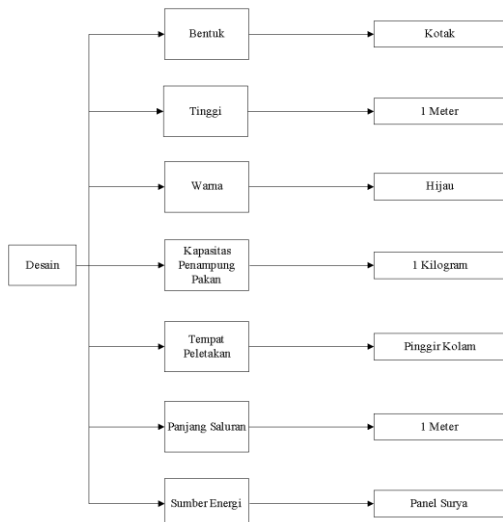 Bentuk
Kotak
Tinggi
1 Meter
Warna
Hijau
Desain
Kapasitas
Penampung
Pakan
1 Kilogram
Tempat
Peletakan
Pinggir Kolam
Panjang Saluran
1 Meter
Sumber Energi
Panel Surya